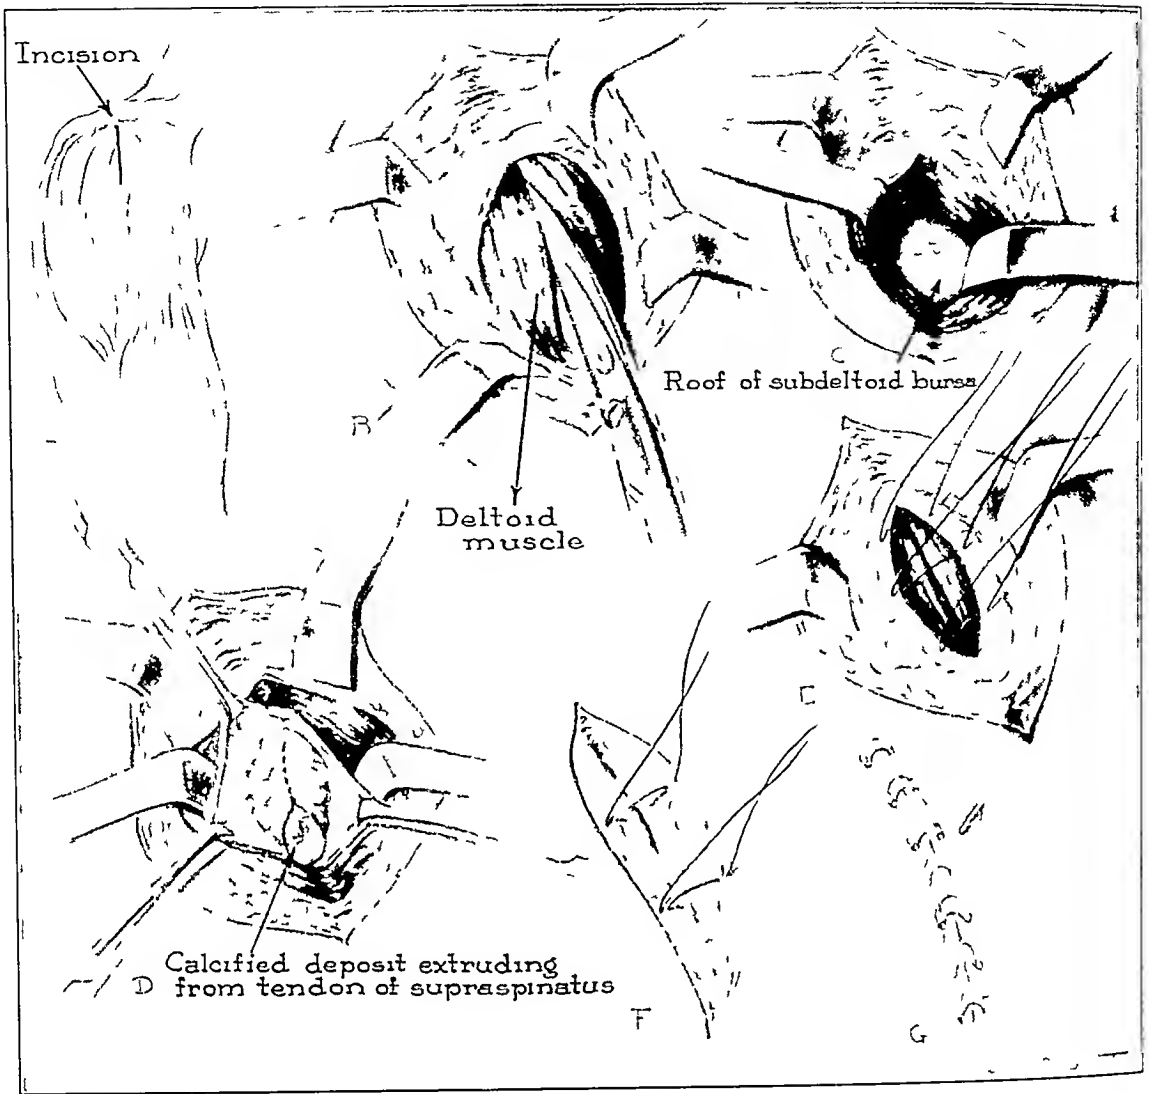 Incision
B
Deltoid
muscle
C
Roof of subdeltoid bursa
D
Calcified deposit extruding
from tendon of supraspinatus
F
G